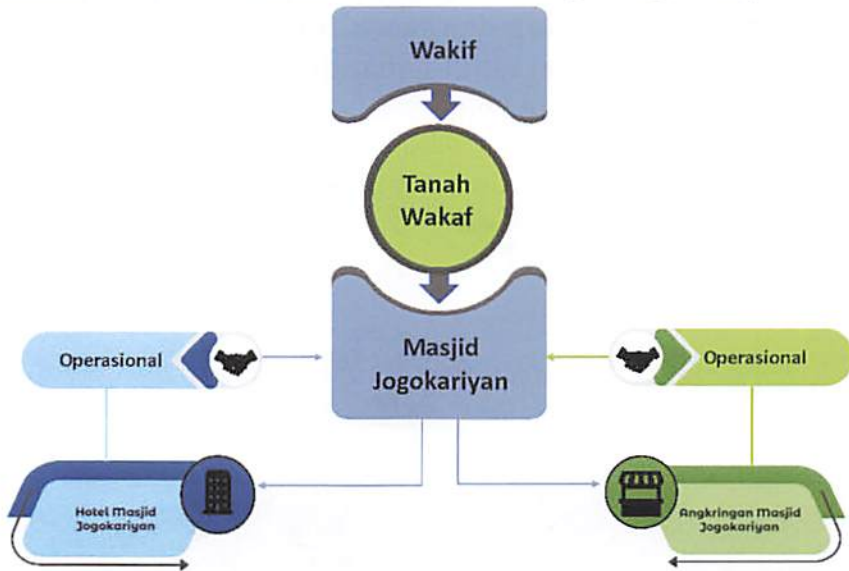 Wakif
Tanah
Wakaf
Masjid
Jogokariyan
Operasional
Operasional
Hotel Masjid
Jogokariyan
Angkringan Masjid
Jogokariyan